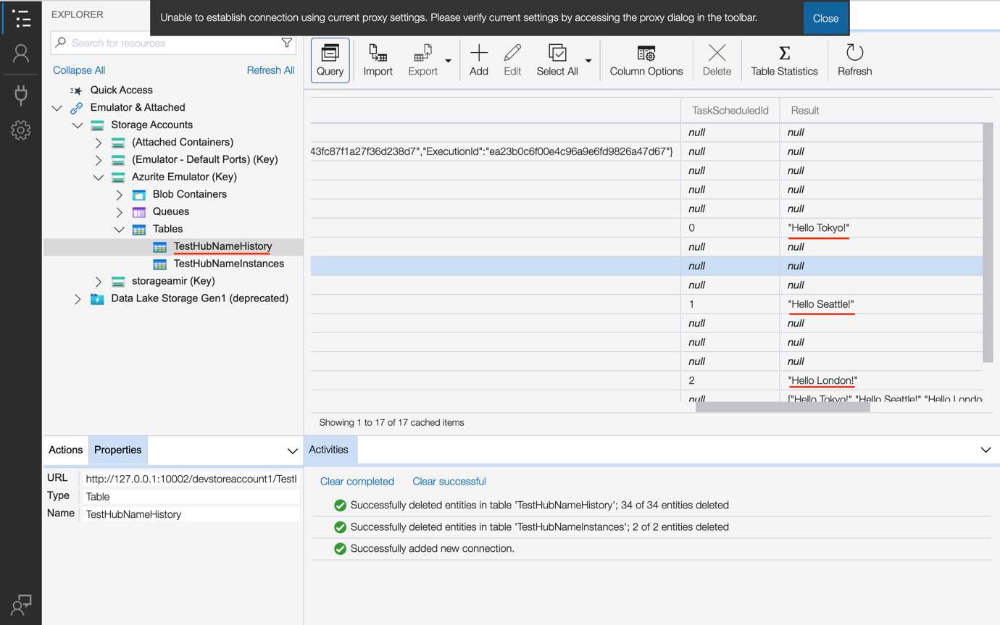 EXPLORER
Unable to establish connection using current proxy settings. Please verify current settings by accessing the proxy dialog in the toolbar.
Close
Search for resources
Collapse All
Refresh All
Quick Access
Emulator & Attached
Storage Accounts
(Attached Containers)
(Emulator - Default Ports) (Key)
Azurite Emulator (Key)
Blob Containers
Queues
Tables
TestHubNameHistory
TestHubNameInstances
storageamir (Key)
Data Lake Storage Gen1 (deprecated)
Query
Import
Export
Add
Edit
Select All
Column Options
Delete
Σ
Table Statistics
Refresh
TaskScheduledId Result
null null
43fc87f1a27f36d238d7","ExecutionId":"ea23b0c6f00e4c96a9e6fd9826a47d67"} null null
null null
null null
null null
0 "Hello Tokyo!"
null null
null null
null null
1 "Hello Seattle!"
null null
null null
null null
2 "Hello London!"
null ["Hello Tokyo!","Hello Seattle!","Hello Londo
Showing 1 to 17 of 17 cached items
Actions
Properties
URL http://127.0.0.1:10002/devstoreaccount1/TestI
Type Table
Name TestHubNameHistory
Activities
Clear completed
Clear successful
Successfully deleted entities in table 'TestHubNameHistory'; 34 of 34 entities deleted
Successfully deleted entities in table 'TestHubNameInstances'; 2 of 2 entities deleted
Successfully added new connection.